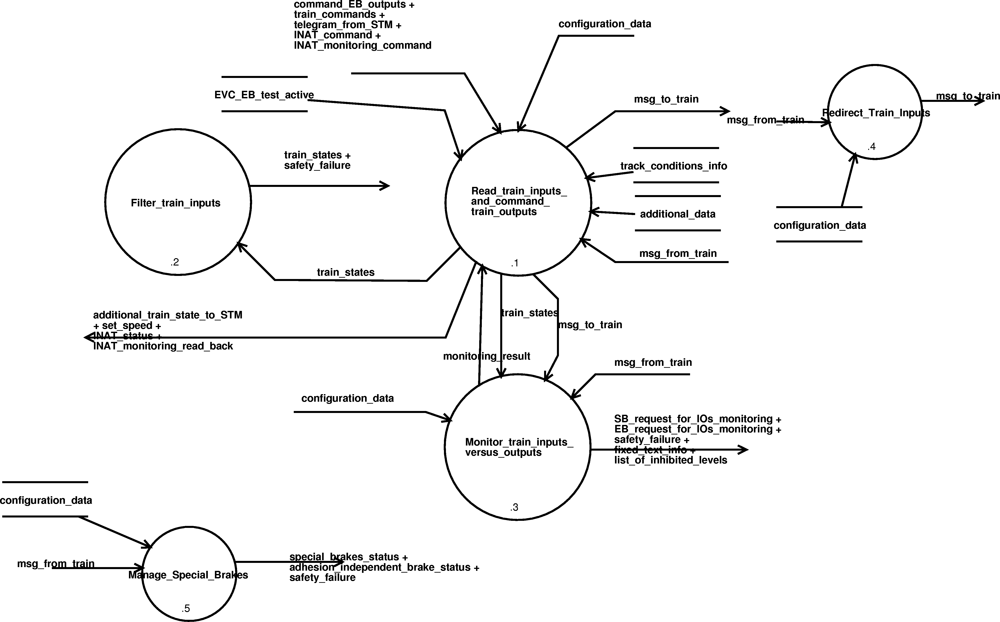 command_EB_outputs +
train_commands +
telegram_from_STM +
INAT_command +
INAT_monitoring_command
configuration_data
EVC_EB_test_active
msg_to_train
msg_from_train
Redirect_Train_Inputs
.4
msg_to_train
train_states +
safety_failure
track_conditions_info
Filter_train_inputs
.2
Read_train_inputs_
and_command_
train_outputs
.1
additional_data
configuration_data
msg_from_train
train_states
additional_train_state_to_STM
+ set_speed +
INAT_status +
INAT_monitoring_read_back
train_states
msg_to_train
monitoring_result
msg_from_train
configuration_data
SB_request_for_IOs_monitoring +
EB_request_for_IOs_monitoring +
safety_failure +
fixed_text_info +
list_of_inhibited_levels
Monitor_train_inputs_
versus_outputs
.3
configuration_data
msg_from_train
Manage_Special_Brakes
.5
special_brakes_status +
adhesion_independent_brake_status +
safety_failure